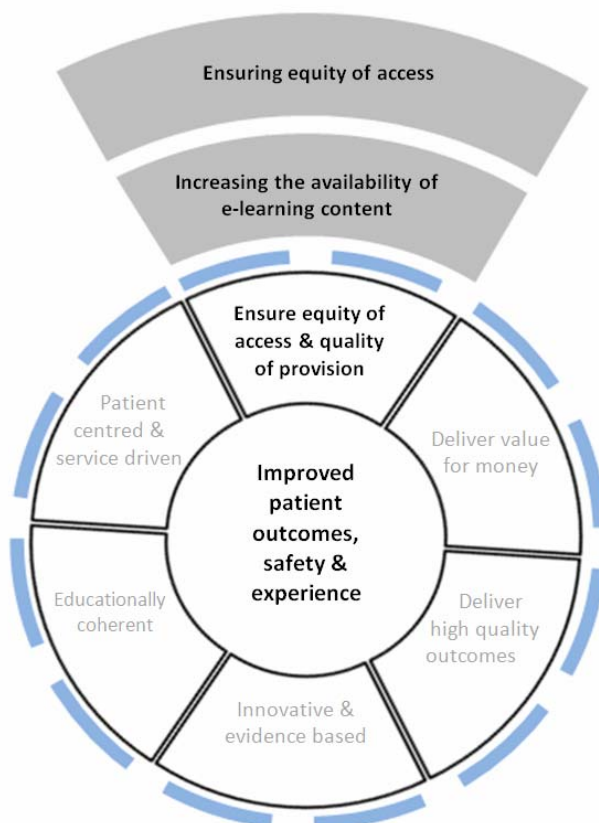 Ensuring equity of access
Increasing the availability of
e-learning content
Ensure equity of
access & quality
of provision
Patient
centred &
service driven
Deliver value
for money
Improved
patient
outcomes,
safety &
experience
Educationally
coherent
Deliver
high quality
outcomes
Innovative &
evidence based